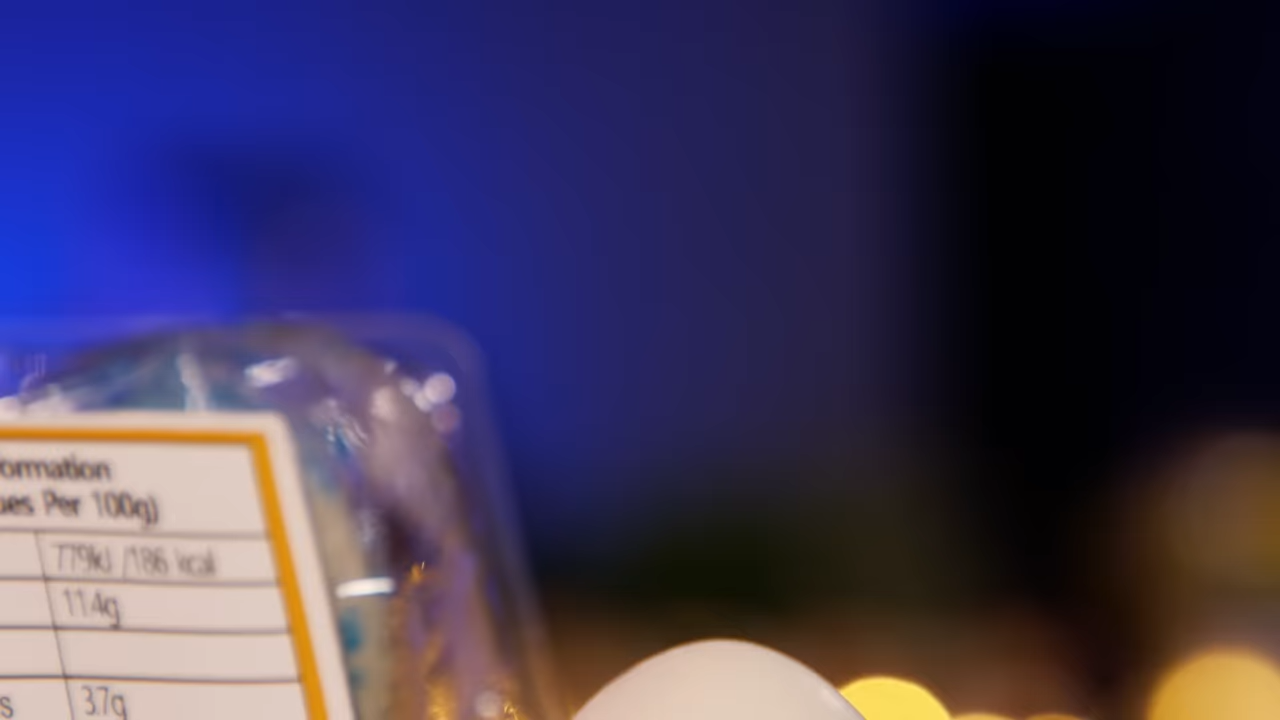 ormation
ues Per 100g)
779kJ /186 kcal
11.4g
s 3.7g